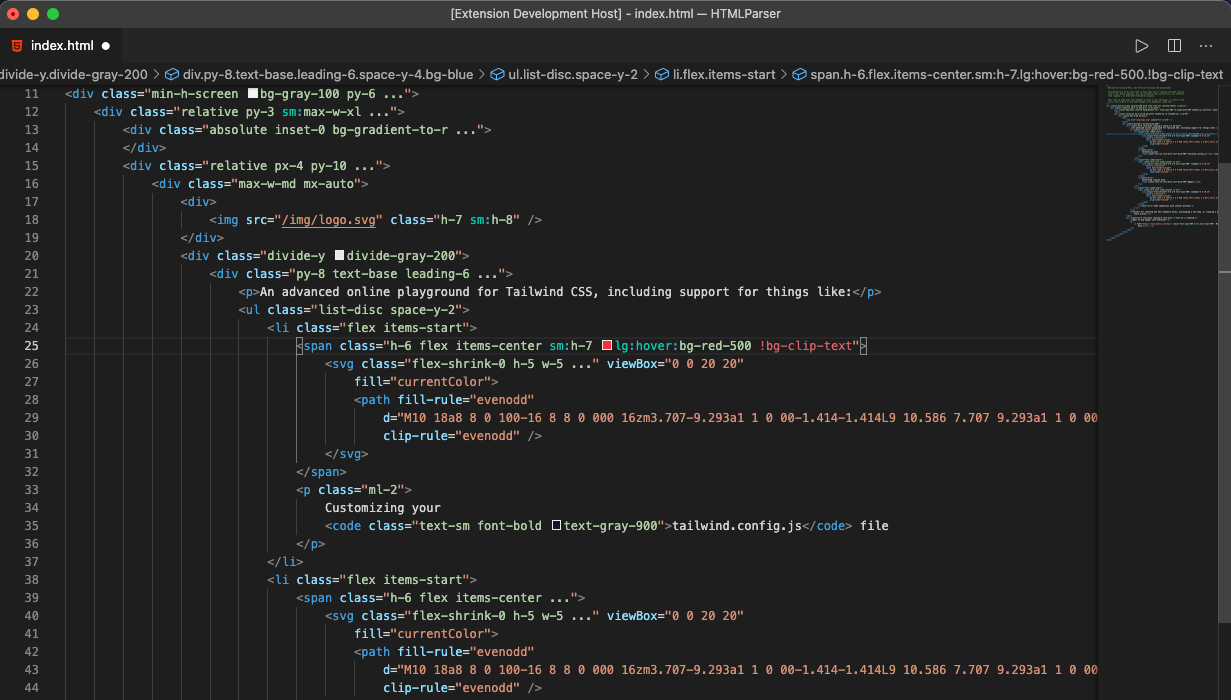 [Extension Development Host] - index.html — HTMLParser
index.html
divide-y.divide-gray-200 > div.py-8.text-base.leading-6.space-y-4.bg-blue > ul.list-disc.space-y-2 > li.flex.items-start > span.h-6.flex.items-center.sm:h-7.lg:hover:bg-red-500.!bg-clip-text
11 <div class="min-h-screen bg-gray-100 py-6 ...">
12 <div class="relative py-3 sm:max-w-xl ...">
13 <div class="absolute inset-0 bg-gradient-to-r ...">
14 </div>
15 <div class="relative px-4 py-10 ...">
16 <div class="max-w-md mx-auto">
17 <div>
18 <img src="/img/logo.svg" class="h-7 sm:h-8" />
19 </div>
20 <div class="divide-y divide-gray-200">
21 <div class="py-8 text-base leading-6 ...">
22 <p>An advanced online playground for Tailwind CSS, including support for things like:</p>
23 <ul class="list-disc space-y-2">
24 <li class="flex items-start">
25 <span class="h-6 flex items-center sm:h-7 lg:hover:bg-red-500 !bg-clip-text">
26 <svg class="flex-shrink-0 h-5 w-5 ..." viewBox="0 0 20 20"
27 fill="currentColor">
28 <path fill-rule="evenodd"
29 d="M10 18a8 8 0 100-16 8 8 0 000 16zm3.707-9.293a1 1 0 00-1.414-1.414L9 10.586 7.707 9.293a1 1 0 00
30 clip-rule="evenodd" />
31 </svg>
32 </span>
33 <p class="ml-2">
34 Customizing your
35 <code class="text-sm font-bold text-gray-900">tailwind.config.js</code> file
36 </p>
37 </li>
38 <li class="flex items-start">
39 <span class="h-6 flex items-center ...">
40 <svg class="flex-shrink-0 h-5 w-5 ..." viewBox="0 0 20 20"
41 fill="currentColor">
42 <path fill-rule="evenodd"
43 d="M10 18a8 8 0 100-16 8 8 0 000 16zm3.707-9.293a1 1 0 00-1.414-1.414L9 10.586 7.707 9.293a1 1 0 00
44 clip-rule="evenodd" />